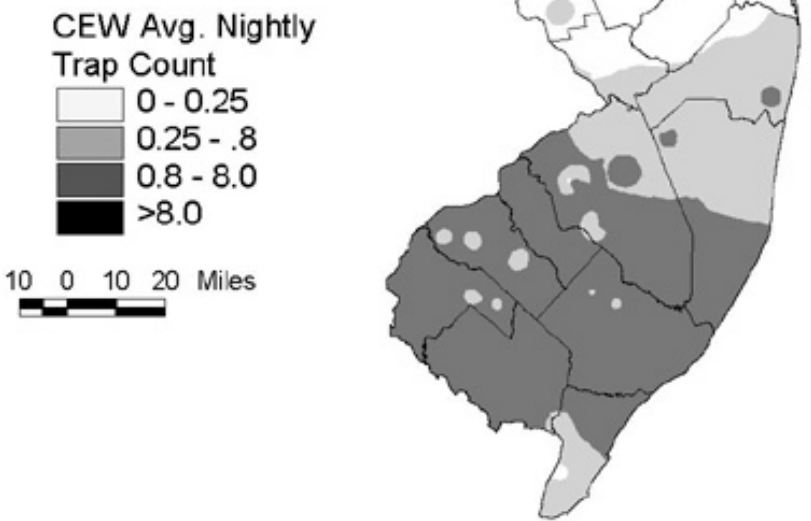 CEW Avg. Nightly
Trap Count
0 - 0.25
0.25 - .8
0.8 - 8.0
>8.0
10 0 10 20 Miles